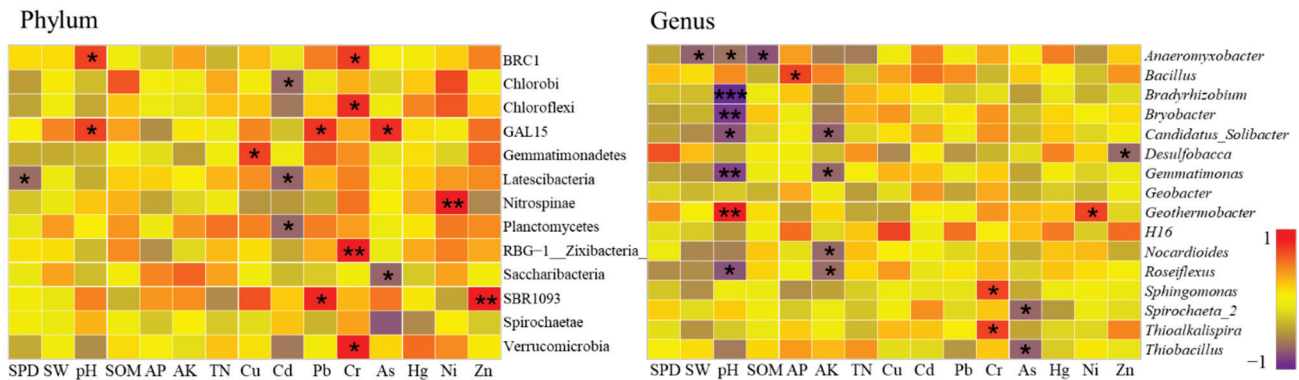 Phylum
BRC1
Chlorobi
Chloroflexi
GAL15
Gemmatimonadetes
Latescibacteria
Nitrospinae
Planctomycetes
RBG-1__Zixibacteria_
Saccharibacteria
SBR1093
Spirochaetae
Verrucomicrobia
SPD SW pH SOM AP AK TN Cu Cd Pb Cr As Hg Ni Zn
Genus
Anaeromyxobacter
Bacillus
Bradyrhizobium
Bryobacter
Candidatus_Solibacter
Desulfobacca
Gemmatimonas
Geobacter
Geothermobacter
H16
Nocardioides
Roseiflexus
Sphingomonas
Spirochaeta_2
Thioalkalispira
Thiobacillus
SPD SW pH SOM AP AK TN Cu Cd Pb Cr As Hg Ni Zn
1
−1